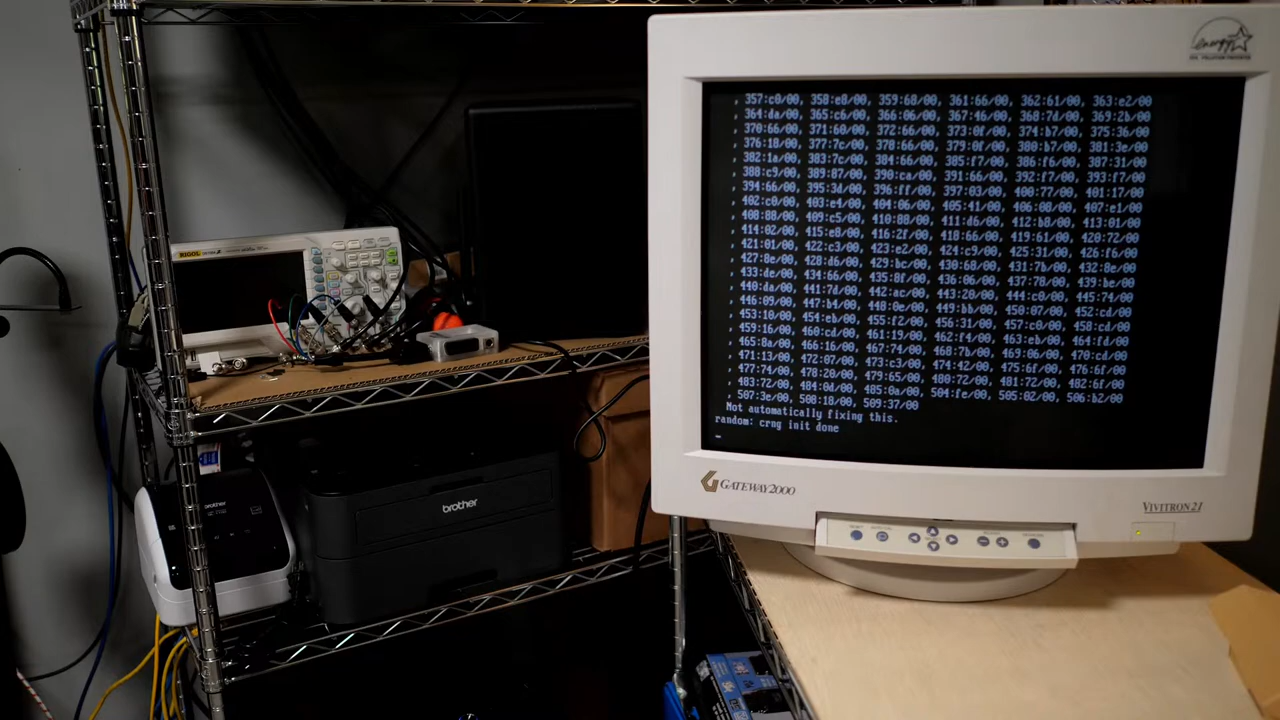 energy
RIGOL
, 357:c0/00, 358:e8/00, 359:68/00, 361:66/00, 362:61/00, 363:e2/00
, 364:da/00, 365:c6/00, 366:06/00, 367:46/00, 368:7d/00, 369:2b/00
, 370:66/00, 371:60/00, 372:66/00, 373:0f/00, 374:b7/00, 375:36/00
, 376:18/00, 377:7c/00, 378:66/00, 379:0f/00, 380:b7/00, 381:3e/00
, 382:1a/00, 383:7c/00, 384:66/00, 385:f7/00, 386:f6/00, 387:31/00
, 388:c9/00, 389:87/00, 390:ca/00, 391:66/00, 392:f7/00, 393:f7/00
, 394:66/00, 395:3d/00, 396:ff/00, 397:03/00, 400:77/00, 401:17/00
, 402:c0/00, 403:e4/00, 404:06/00, 405:41/00, 406:08/00, 407:e1/00
, 408:88/00, 409:c5/00, 410:88/00, 411:d6/00, 412:b8/00, 413:01/00
, 414:02/00, 415:e8/00, 416:2f/00, 418:66/00, 419:61/00, 420:72/00
, 421:01/00, 422:c3/00, 423:e2/00, 424:c9/00, 425:31/00, 426:f6/00
, 427:8e/00, 428:d6/00, 429:bc/00, 430:68/00, 431:7b/00, 432:8e/00
, 433:de/00, 434:66/00, 435:8f/00, 436:06/00, 437:78/00, 439:be/00
, 440:da/00, 441:7d/00, 442:ac/00, 443:20/00, 444:c0/00, 445:74/00
, 446:09/00, 447:b4/00, 448:0e/00, 449:bb/00, 450:07/00, 452:cd/00
, 453:10/00, 454:eb/00, 455:f2/00, 456:31/00, 457:c0/00, 458:cd/00
, 459:16/00, 460:cd/00, 461:19/00, 462:f4/00, 463:eb/00, 464:fd/00
, 465:8a/00, 466:16/00, 467:74/00, 468:7b/00, 469:06/00, 470:cd/00
, 471:13/00, 472:07/00, 473:c3/00, 474:42/00, 475:6f/00, 476:6f/00
, 477:74/00, 478:20/00, 479:65/00, 480:72/00, 481:72/00, 482:6f/00
, 483:72/00, 484:0d/00, 485:0a/00, 504:fe/00, 505:02/00, 506:b2/00
, 507:3e/00, 508:18/00, 509:37/00
Not automatically fixing this.
random: crng init done
GATEWAY2000
VIVITRON21
brother
brother